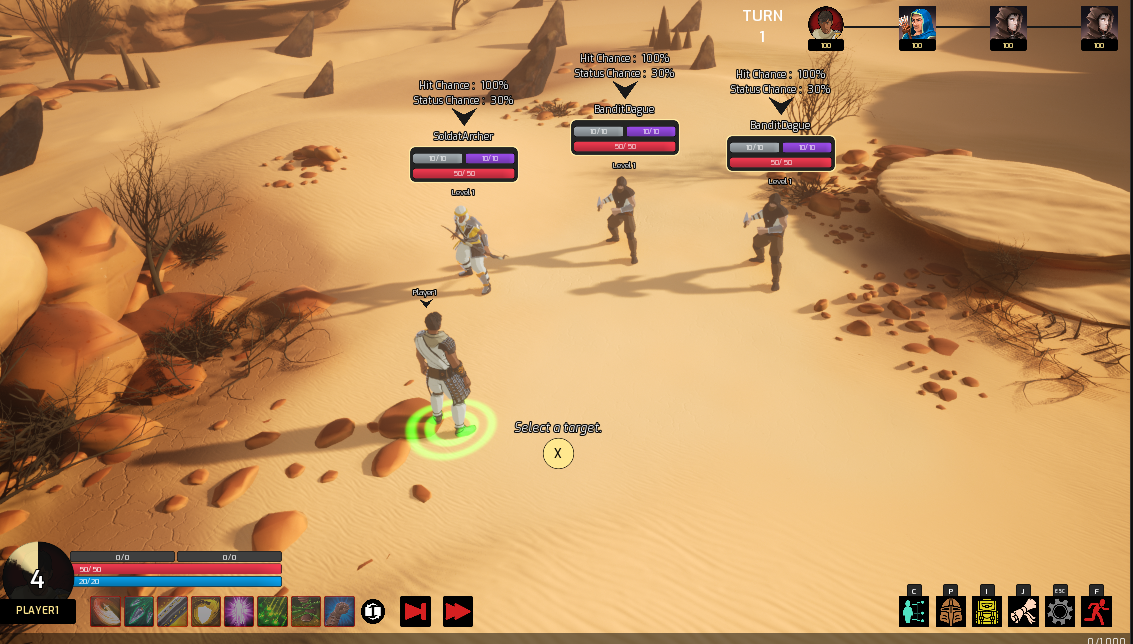 TURN
1
100
100
100
100
Hit Chance : 100%
Status Chance : 30%
BanditDague
10/10
10/10
50/ 50
Level 1
Hit Chance : 100%
Status Chance : 30%
BanditDague
10/10
10/10
50/ 50
Level 1
Hit Chance : 100%
Status Chance : 30%
SoldatArcher
10/10
10/10
50/ 50
Level 1
Player1
Select a target.
X
0/0
0/0
50/ 50
20/20
4
PLAYER1
C
P
I
J
ESC
F
0/1000